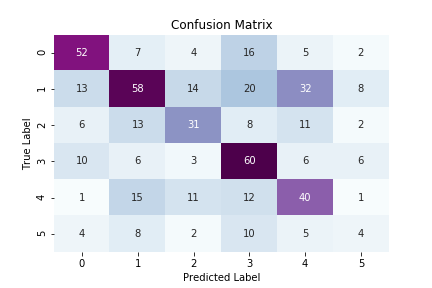 Confusion Matrix
0 52 7 4 16 5 2
1 13 58 14 20 32 8
2 6 13 31 8 11 2
3 10 6 3 60 6 6
4 1 15 11 12 40 1
5 4 8 2 10 5 4
0 1 2 3 4 5
True Label
Predicted Label